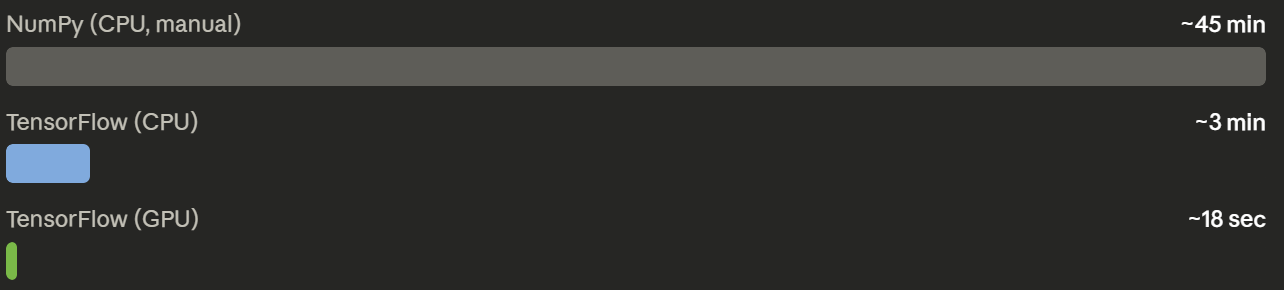 NumPy (CPU, manual) ~45 min
TensorFlow (CPU) ~3 min
TensorFlow (GPU) ~18 sec